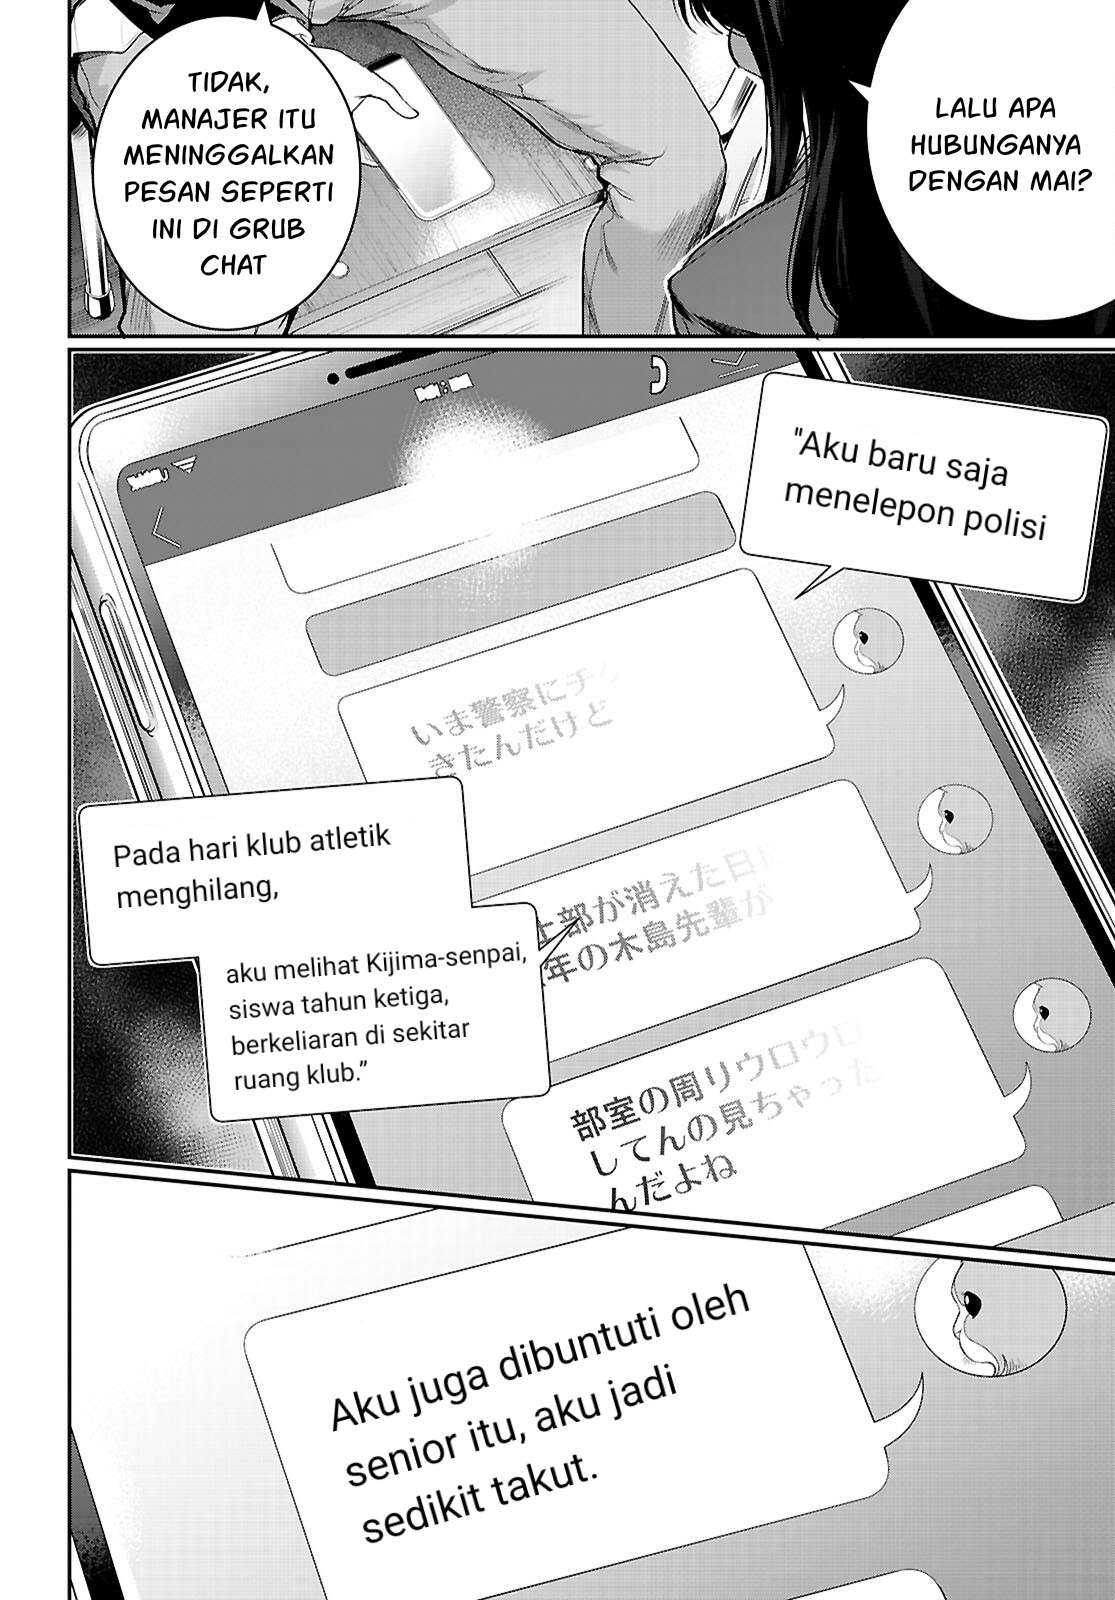 LALU APA
HUBUNGANYA
DENGAN MAI?
TIDAK,
MANAJER ITU
MENINGGALKAN
PESAN SEPERTI
INI DI GRUB
CHAT
"Aku baru saja
menelepon polisi
いま警察にチク
きたんだけど
Pada hari klub atletik
menghilang,
aku melihat Kijima-senpai,
siswa tahun ketiga,
berkeliaran di sekitar
ruang klub.”
部が消えた日に
年の木島先輩が
部室の周りウロウロ
してんの見ちゃった
んだよね
Aku juga dibuntuti oleh
senior itu, aku jadi
sedikit takut.